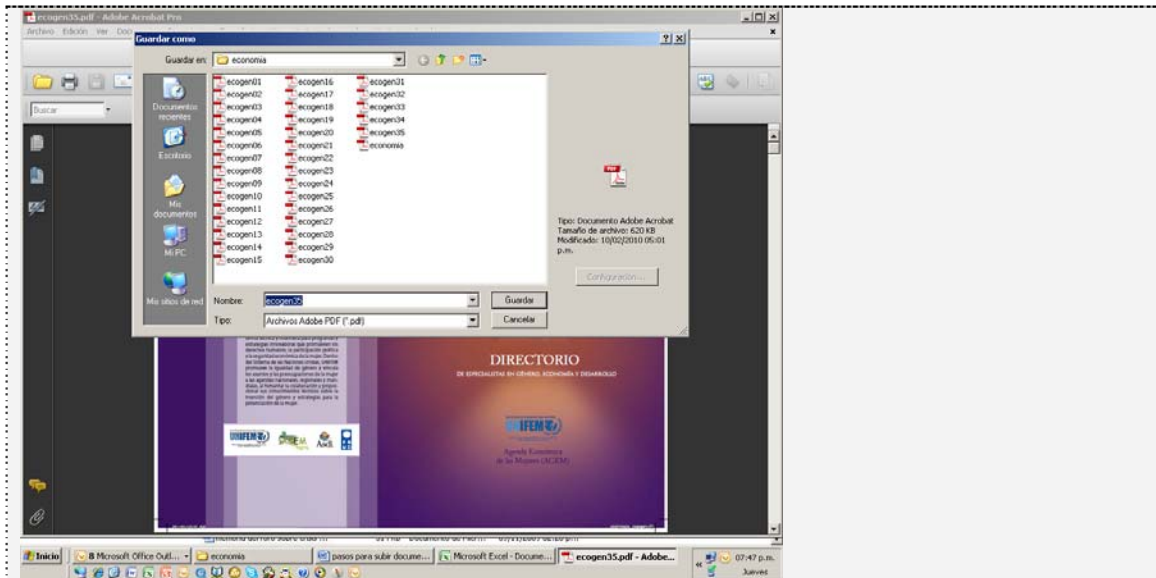 ecogen35.pdf - Adobe Acrobat Pro
Archivo Edición Ver Doc
Guardar como
Guardar en: economia
Buscar
Documentos recientes
Escritorio
Mis documentos
Mi PC
Mis sitios de red
ecogen01
ecogen02
ecogen03
ecogen04
ecogen05
ecogen06
ecogen07
ecogen08
ecogen09
ecogen10
ecogen11
ecogen12
ecogen13
ecogen14
ecogen15
ecogen16
ecogen17
ecogen18
ecogen19
ecogen20
ecogen21
ecogen22
ecogen23
ecogen24
ecogen25
ecogen26
ecogen27
ecogen28
ecogen29
ecogen30
ecogen31
ecogen32
ecogen33
ecogen34
ecogen35
economia
PDF
Tipo: Documento Adobe Acrobat
Tamaño de archivo: 620 KB
Modificado: 10/02/2010 05:01
p.m.
Configuración...
Nombre: ecogen35 Guardar
Tipo: Archivos Adobe PDF (*.pdf) Cancelar
DIRECTORIO
DE ESPECIALISTAS EN GÉNERO, ECONOMÍA Y DESARROLLO
UNIFEM
Agenda Económica
de las Mujeres (AGEM)
UNIFEM
Asdi
Inicio 8 Microsoft Office Outl... economia pasos para subir docume... Microsoft Excel - Docume... ecogen35.pdf - Adobe... 07:47 p.m.
Jueves